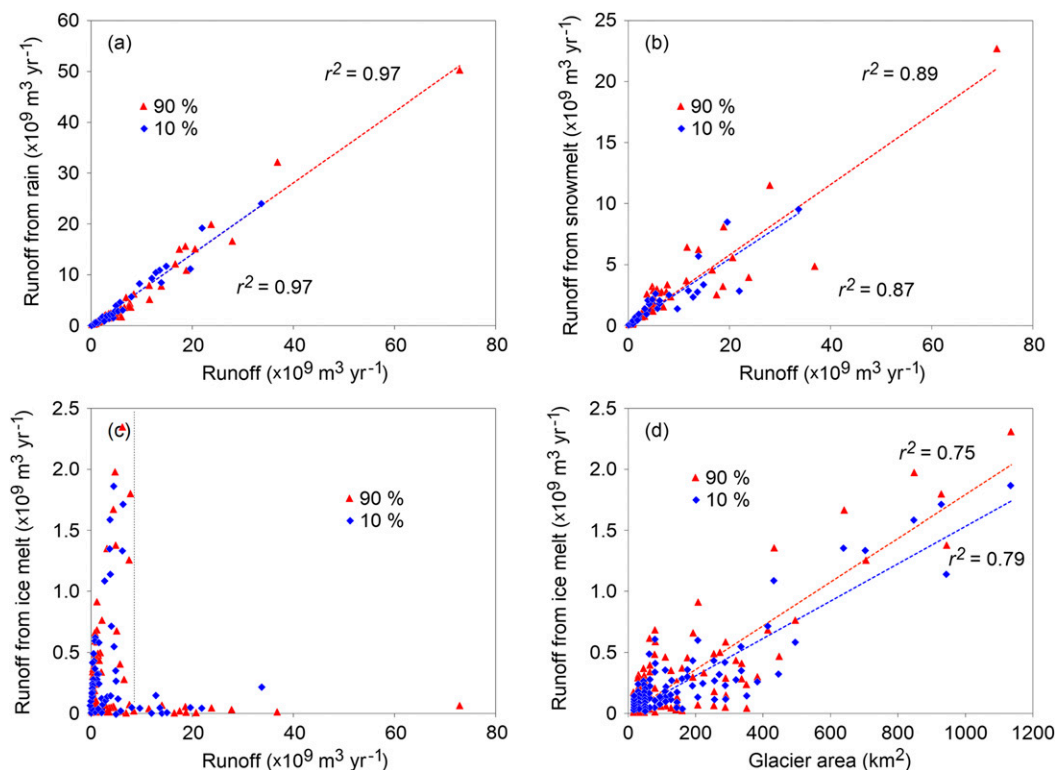 (a)
r² = 0.97
90 %
10 %
r² = 0.97
60
50
40
30
20
10
0
0 20 40 60 80
Runoff from rain (×10⁹ m³ yr⁻¹)
Runoff (×10⁹ m³ yr⁻¹)
(b)
r² = 0.89
90 %
10 %
r² = 0.87
25
20
15
10
5
0
0 20 40 60 80
Runoff from snowmelt (×10⁹ m³ yr⁻¹)
Runoff (×10⁹ m³ yr⁻¹)
(c)
90 %
10 %
2.5
2.0
1.5
1.0
0.5
0
0 20 40 60 80
Runoff from ice melt (×10⁹ m³ yr⁻¹)
Runoff (×10⁹ m³ yr⁻¹)
(d)
r² = 0.75
90 %
10 %
r² = 0.79
2.5
2.0
1.5
1.0
0.5
0
0 200 400 600 800 1000 1200
Runoff from ice melt (×10⁹ m³ yr⁻¹)
Glacier area (km²)